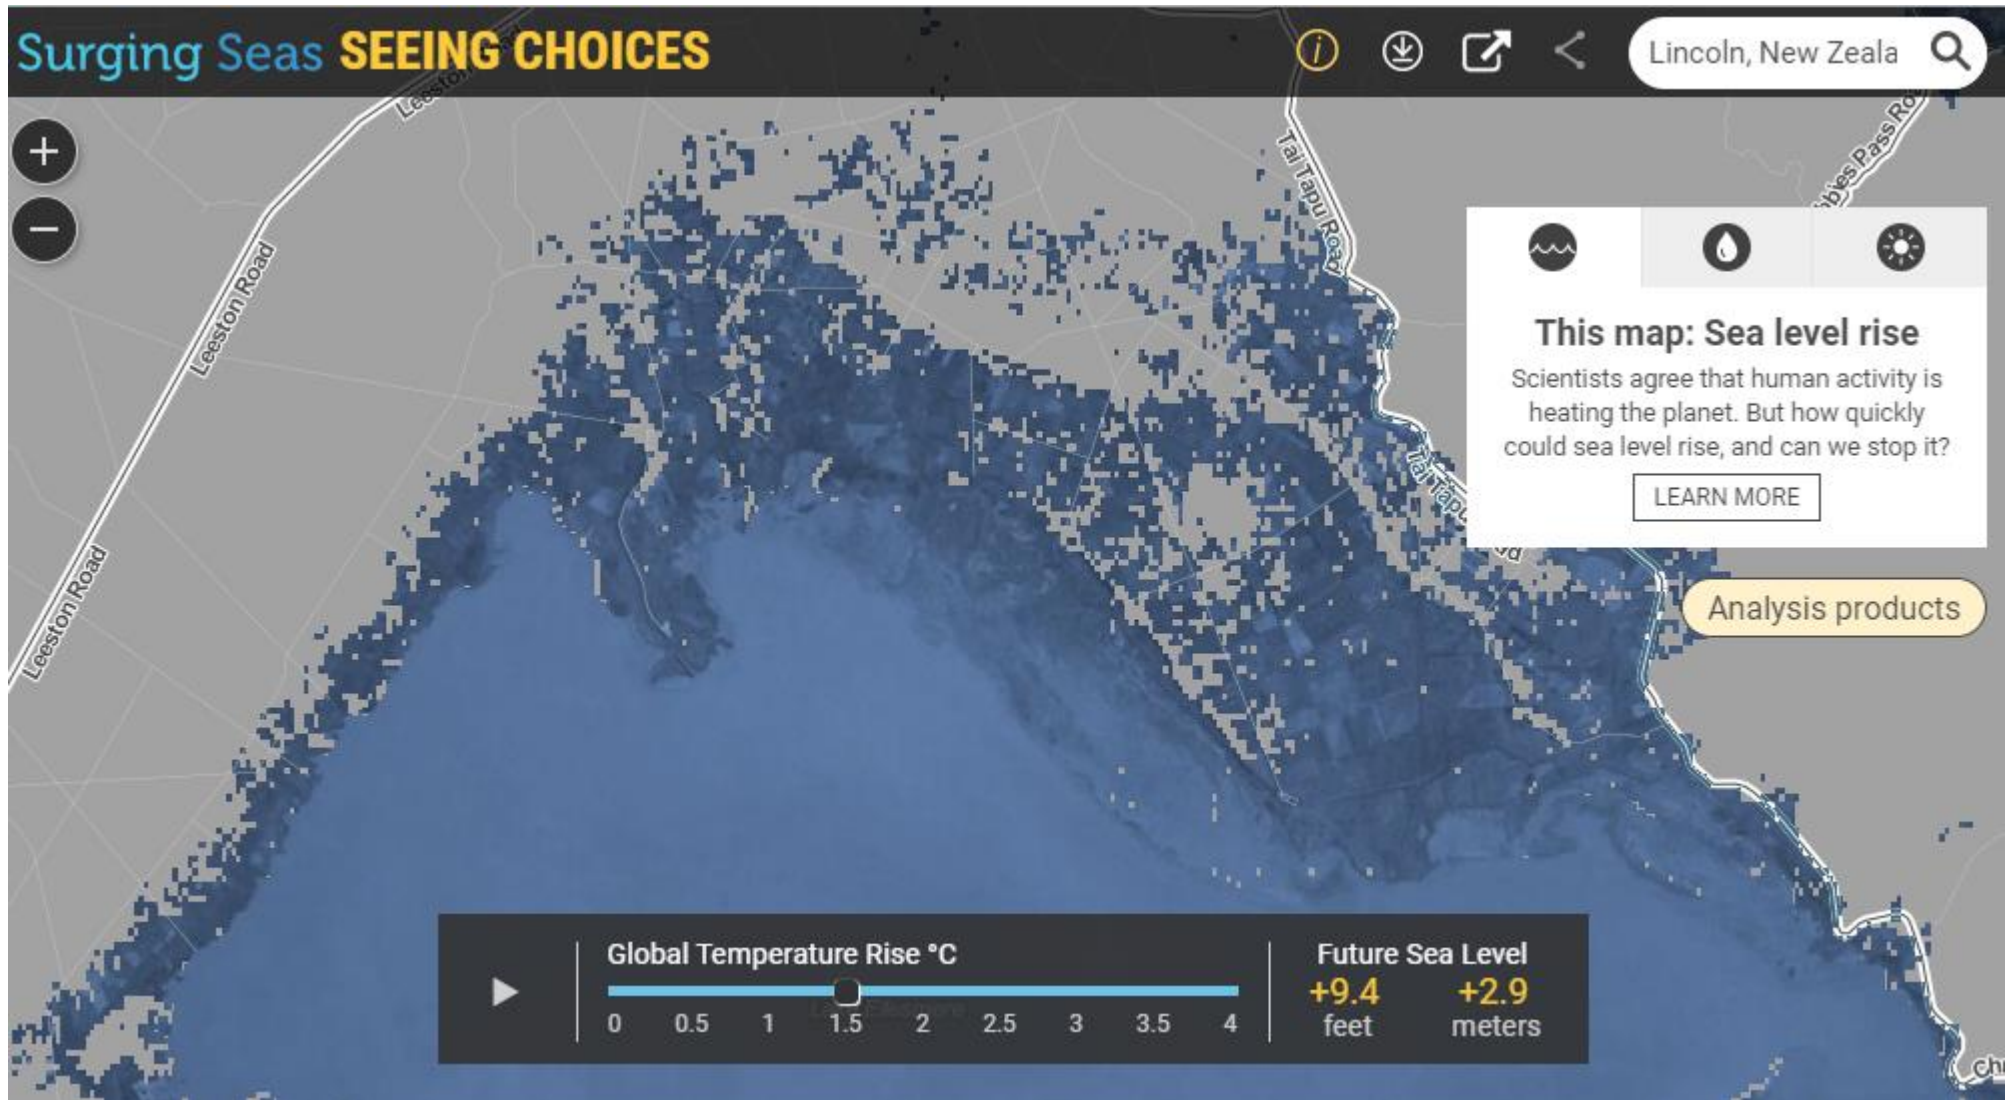 Surging Seas SEEING CHOICES
Lincoln, New Zeala
Leeston
Tai Tapu Road
Leeston Road
This map: Sea level rise
Scientists agree that human activity is
heating the planet. But how quickly
could sea level rise, and can we stop it?
LEARN MORE
Leeston Road
Analysis products
Global Temperature Rise °C
0 0.5 1 1.5 2 2.5 3 3.5 4
Future Sea Level
+9.4 +2.9
feet meters